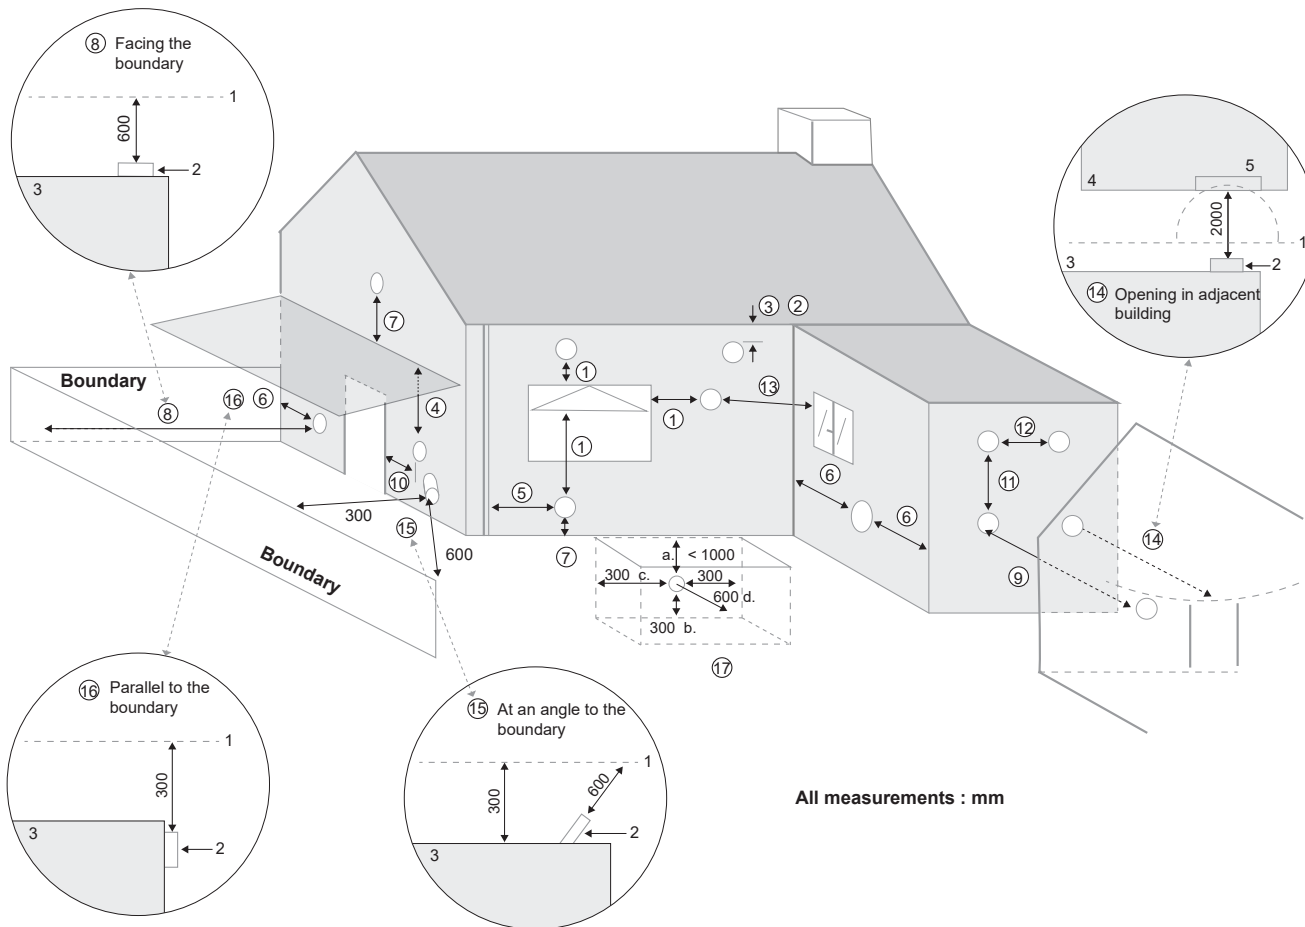 ⑧ Facing the
boundary
1
600
2
3
4
5
2000
1
3
2
⑭ Opening in adjacent
building
③ ②
⑦
①
Boundary
⑯ ⑥
⑧
④
①
⑬
①
⑫
⑥
⑩
⑤
⑪
⑥
300
⑮
⑦
600
Boundary
a. < 1000
300 c.
300
600 d.
300 b.
⑨
⑭
⑰
⑯ Parallel to the
boundary
1
300
3
2
⑮ At an angle to the
boundary
1
300
600
2
3
All measurements : mm